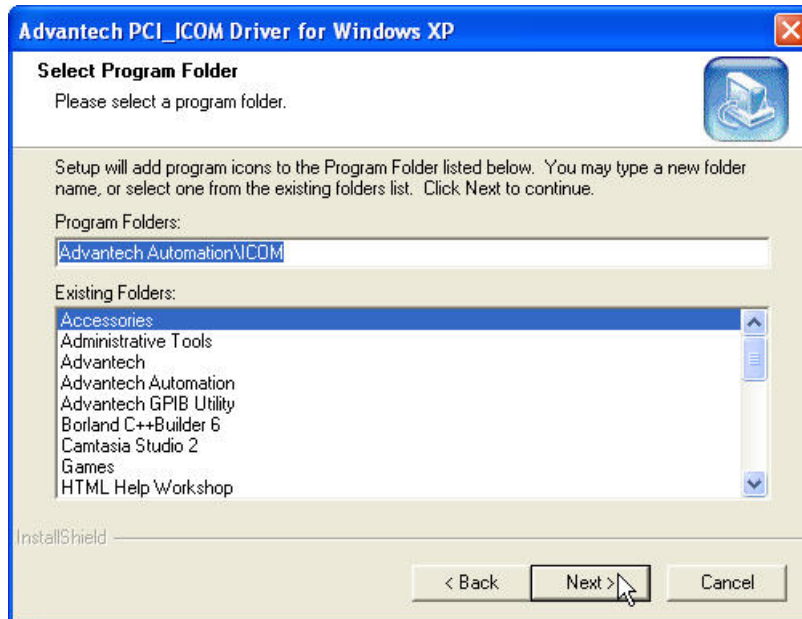 Advantech PCI_ICOM Driver for Windows XP
Select Program Folder
Please select a program folder.
Setup will add program icons to the Program Folder listed below.  You may type a new folder
name, or select one from the existing folders list.  Click Next to continue.
Program Folders:
Advantech Automation\ICOM
Existing Folders:
Accessories
Administrative Tools
Advantech
Advantech Automation
Advantech GPIB Utility
Borland C++Builder 6
Camtasia Studio 2
Games
HTML Help Workshop
InstallShield
< Back
Next >
Cancel